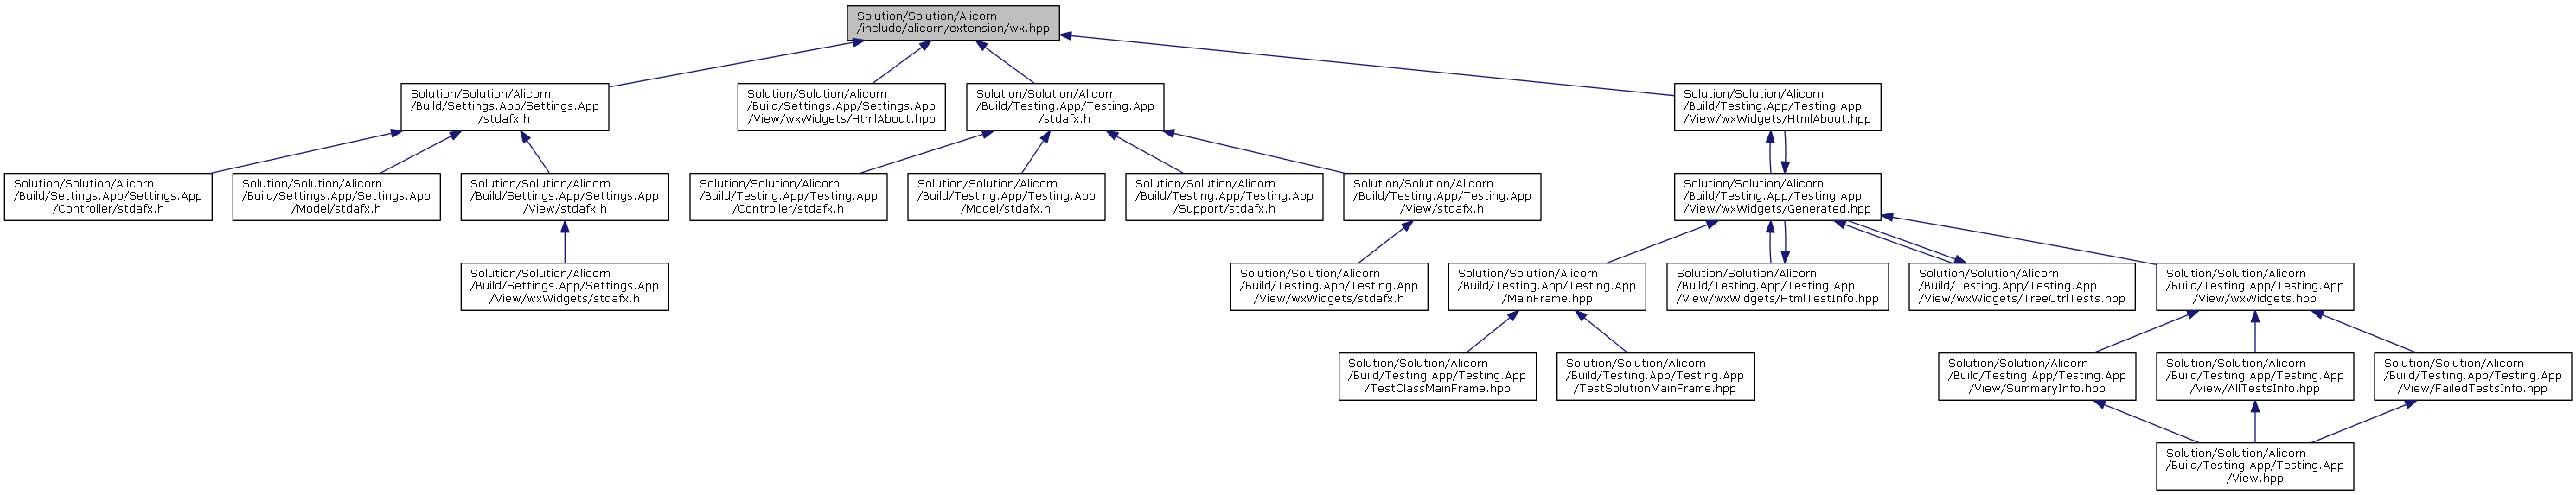 Solution/Solution/Alicorn
/include/alicorn/extension/wx.hpp
Solution/Solution/Alicorn
/Build/Settings.App/Settings.App
/stdafx.h
Solution/Solution/Alicorn
/Build/Settings.App/Settings.App
/View/wxWidgets/HtmlAbout.hpp
Solution/Solution/Alicorn
/Build/Testing.App/Testing.App
/stdafx.h
Solution/Solution/Alicorn
/Build/Testing.App/Testing.App
/View/wxWidgets/HtmlAbout.hpp
Solution/Solution/Alicorn
/Build/Settings.App/Settings.App
/Controller/stdafx.h
Solution/Solution/Alicorn
/Build/Settings.App/Settings.App
/Model/stdafx.h
Solution/Solution/Alicorn
/Build/Settings.App/Settings.App
/View/stdafx.h
Solution/Solution/Alicorn
/Build/Testing.App/Testing.App
/Controller/stdafx.h
Solution/Solution/Alicorn
/Build/Testing.App/Testing.App
/Model/stdafx.h
Solution/Solution/Alicorn
/Build/Testing.App/Testing.App
/Support/stdafx.h
Solution/Solution/Alicorn
/Build/Testing.App/Testing.App
/View/stdafx.h
Solution/Solution/Alicorn
/Build/Testing.App/Testing.App
/View/wxWidgets/Generated.hpp
Solution/Solution/Alicorn
/Build/Settings.App/Settings.App
/View/wxWidgets/stdafx.h
Solution/Solution/Alicorn
/Build/Testing.App/Testing.App
/View/wxWidgets/stdafx.h
Solution/Solution/Alicorn
/Build/Testing.App/Testing.App
/MainFrame.hpp
Solution/Solution/Alicorn
/Build/Testing.App/Testing.App
/View/wxWidgets/HtmlTestInfo.hpp
Solution/Solution/Alicorn
/Build/Testing.App/Testing.App
/View/wxWidgets/TreeCtrlTests.hpp
Solution/Solution/Alicorn
/Build/Testing.App/Testing.App
/View/wxWidgets.hpp
Solution/Solution/Alicorn
/Build/Testing.App/Testing.App
/TestClassMainFrame.hpp
Solution/Solution/Alicorn
/Build/Testing.App/Testing.App
/TestSolutionMainFrame.hpp
Solution/Solution/Alicorn
/Build/Testing.App/Testing.App
/View/SummaryInfo.hpp
Solution/Solution/Alicorn
/Build/Testing.App/Testing.App
/View/AllTestsInfo.hpp
Solution/Solution/Alicorn
/Build/Testing.App/Testing.App
/View/FailedTestsInfo.hpp
Solution/Solution/Alicorn
/Build/Testing.App/Testing.App
/View.hpp